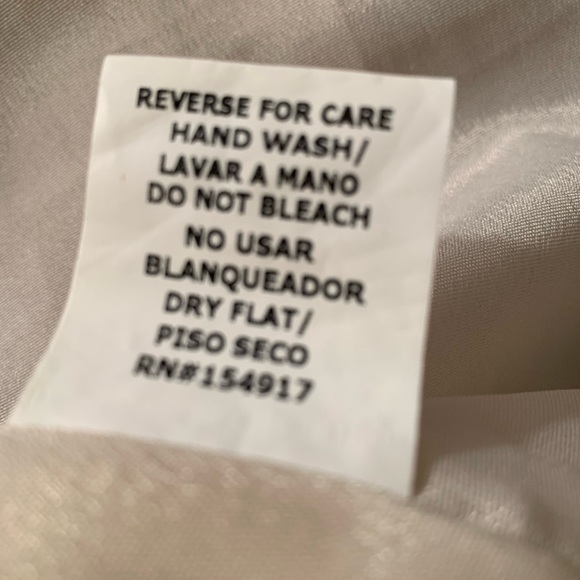 REVERSE FOR CARE
HAND WASH/
LAVAR A MANO
DO NOT BLEACH
NO USAR
BLANQUEADOR
DRY FLAT/
PISO SECO
RN#154917